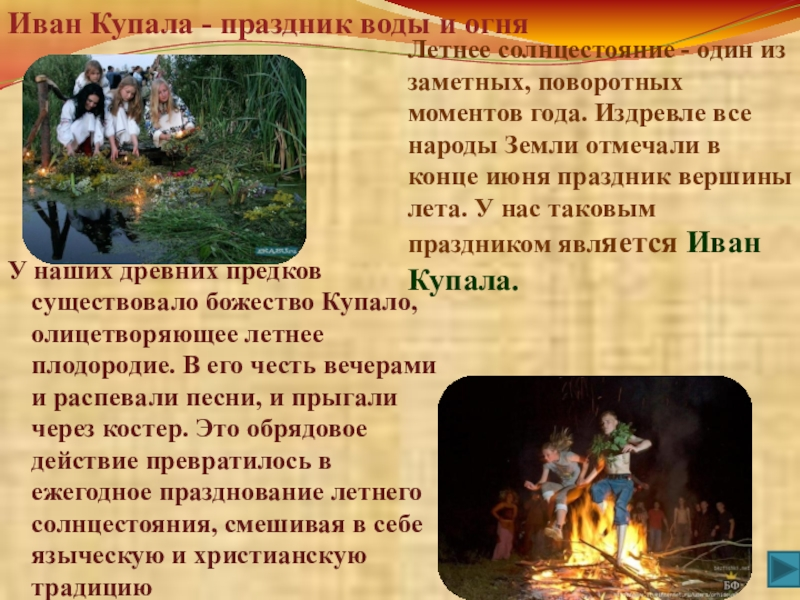 Иван Купала - праздник воды и огня
Летнее солнцестояние - один из
заметных, поворотных
моментов года. Издревле все
народы Земли отмечали в
конце июня праздник вершины
лета. У нас таковым
праздником является Иван
Купала.
У наших древних предков
существовало божество Купало,
олицетворяющее летнее
плодородие. В его честь вечерами
и распевали песни, и прыгали
через костер. Это обрядовое
действие превратилось в
ежегодное празднование летнего
солнцестояния, смешивая в себе
языческую и христианскую
традицию
БФ